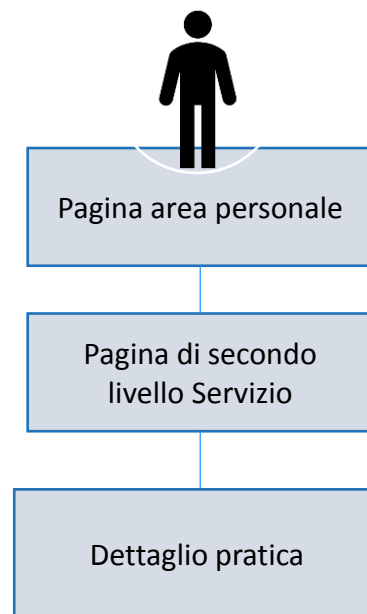 Pagina area personale
Pagina di secondo
livello Servizio
Dettaglio pratica